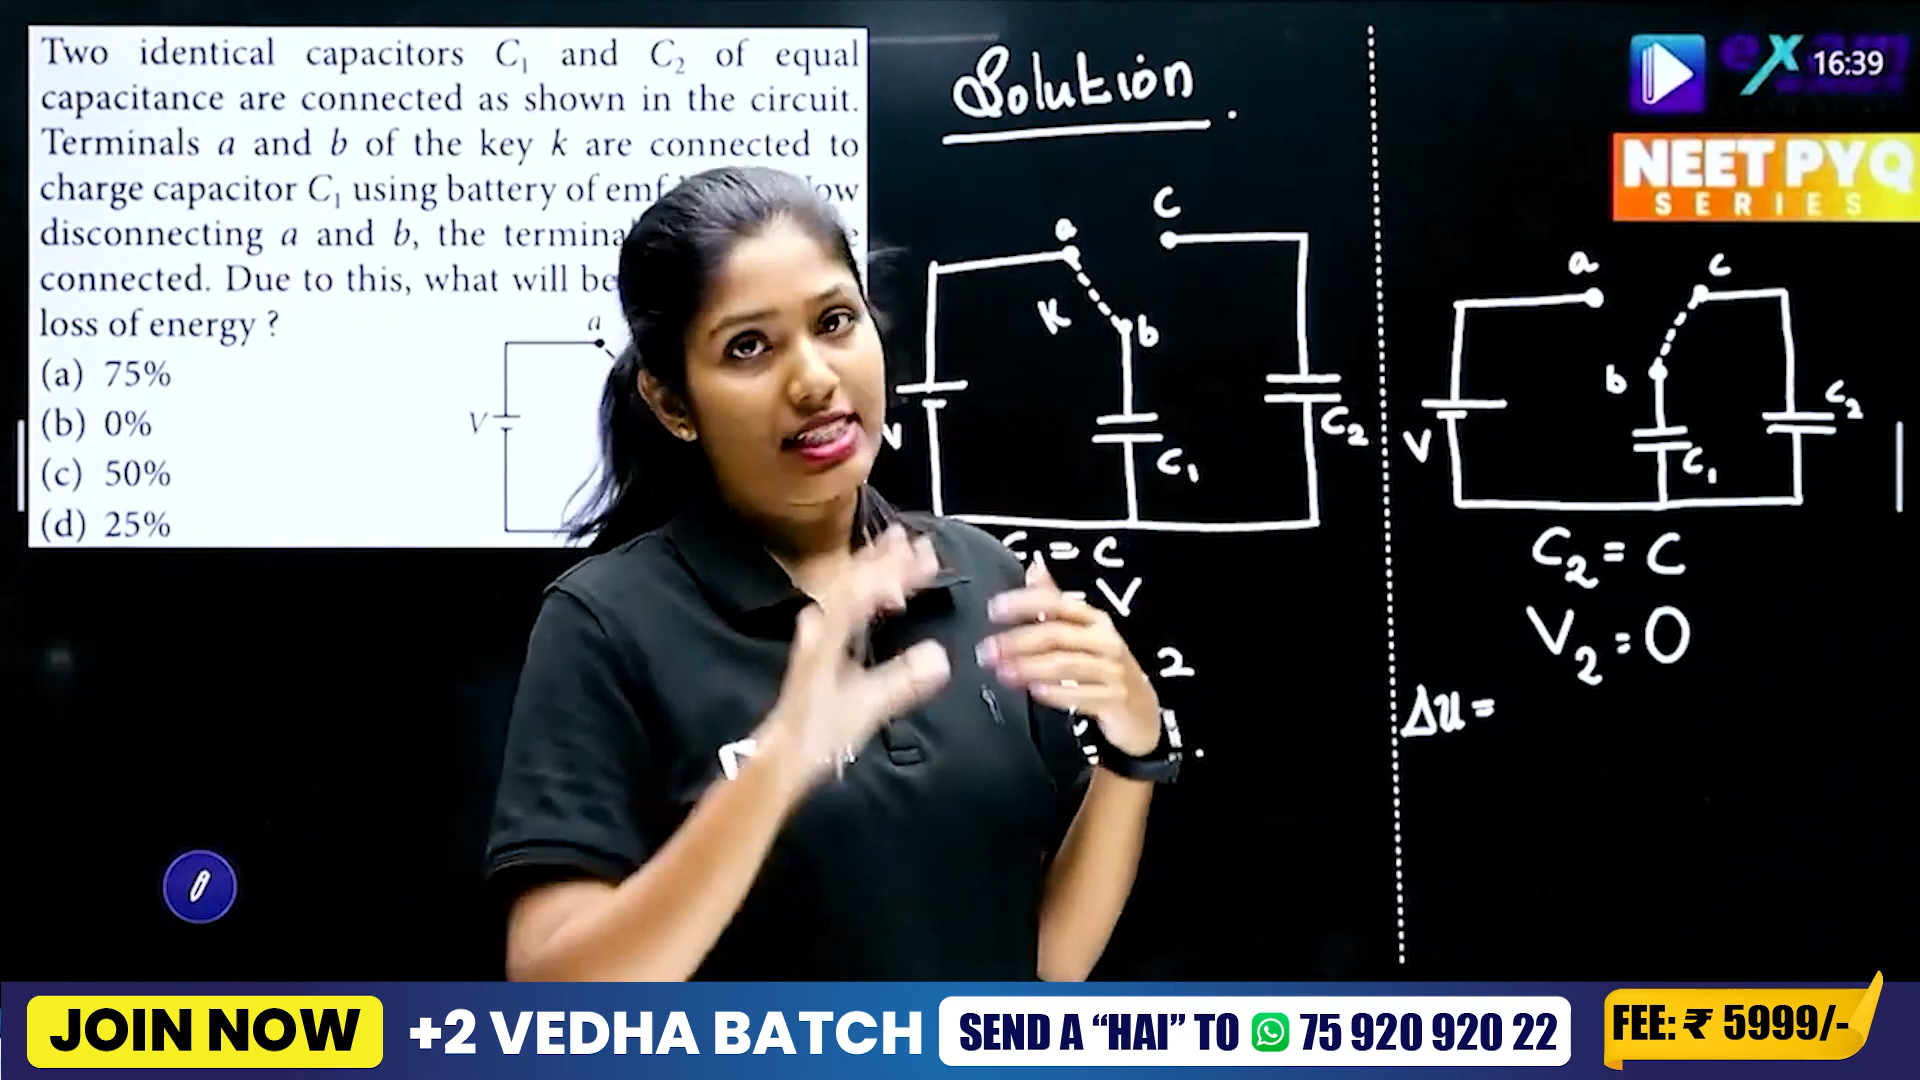 Two identical capacitors C₁ and C₂ of equal
capacitance are connected as shown in the circuit.
Terminals a and b of the key k are connected to
charge capacitor C₁ using battery of emf
disconnecting a and b, the
connected. Due to this, what will be
loss of energy ?
(a) 75%
(b) 0%
(c) 50%
(d) 25%
a
V
Solution.
a
c
K
b
V
C₁
C₂
C₁ = C
= V
2
a
c
b
V
C₁
C₂
C₂ = C
V₂ = 0
ΔU =
16:39
NEET PYQ
SERIES
JOIN NOW
+2 VEDHA BATCH
SEND A “HAI” TO 75 920 920 22
FEE: ₹ 5999/-